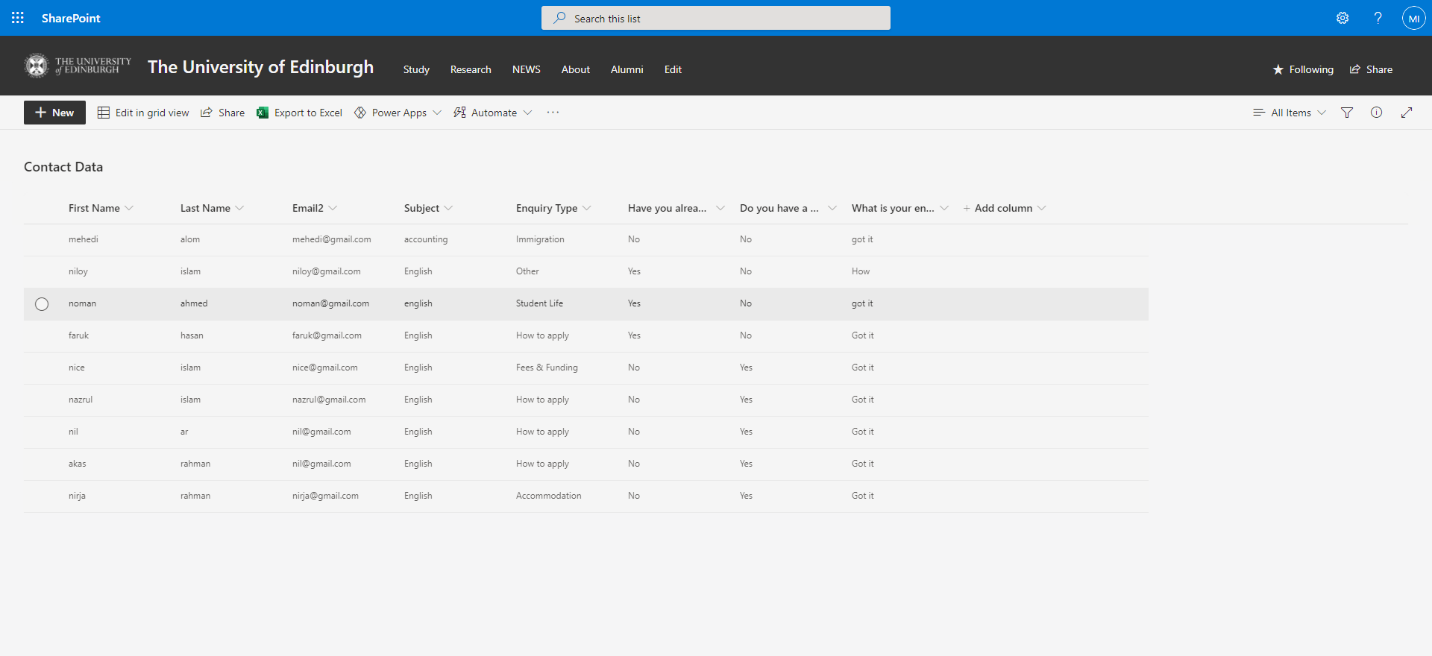 SharePoint Search this list ? MI
THE UNIVERSITY
of EDINBURGH
The University of Edinburgh Study Research NEWS About Alumni Edit Following Share
+ New Edit in grid view Share Export to Excel Power Apps Automate ··· All Items
Contact Data
First Name Last Name Email2 Subject Enquiry Type Have you alrea... Do you have a ... What is your en... + Add column
mehedi alom mehedi@gmail.com accounting Immigration No No got it
niloy islam niloy@gmail.com English Other Yes No How
noman ahmed noman@gmail.com english Student Life Yes No got it
faruk hasan faruk@gmail.com English How to apply Yes No Got it
nice islam nice@gmail.com English Fees & Funding No Yes Got it
nazrul islam nazrul@gmail.com English How to apply No Yes Got it
nil ar nil@gmail.com English How to apply No Yes Got it
akas rahman nil@gmail.com English How to apply No Yes Got it
nirja rahman nirja@gmail.com English Accommodation No Yes Got it